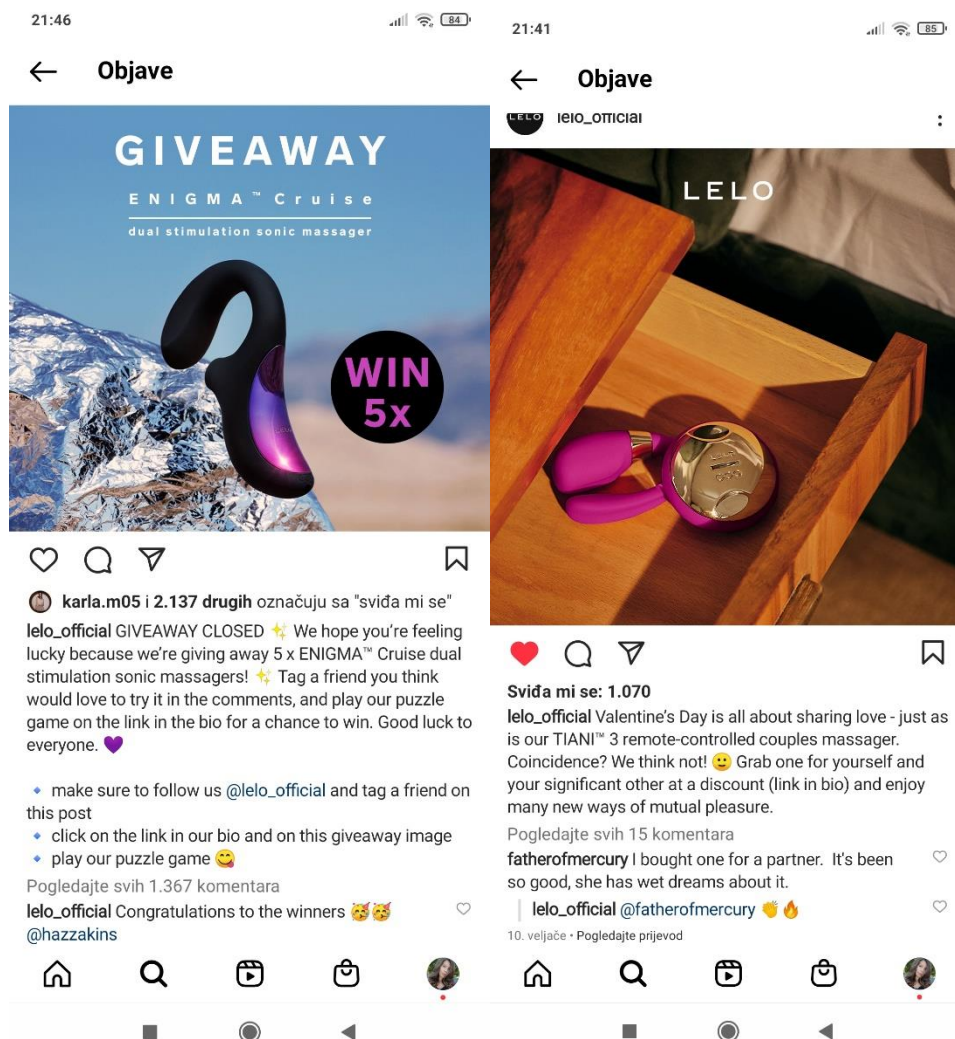 21:46
84
Objave
GIVEAWAY
ENIGMA™ Cruise
dual stimulation sonic massager
WIN
5x
karla.m05 i 2.137 drugih označuju sa "sviđa mi se"
lelo_official GIVEAWAY CLOSED ✨ We hope you're feeling
lucky because we're giving away 5 x ENIGMA™ Cruise dual
stimulation sonic massagers! ✨ Tag a friend you think
would love to try it in the comments, and play our puzzle
game on the link in the bio for a chance to win. Good luck to
everyone. 💜
🔹 make sure to follow us @lelo_official and tag a friend on
this post
🔹 click on the link in our bio and on this giveaway image
🔹 play our puzzle game 😋
Pogledajte svih 1.367 komentara
lelo_official Congratulations to the winners 🥳🥳
@hazzakins
21:41
85
Objave
LELO
lelo_official
LELO
LELO
Sviđa mi se: 1.070
lelo_official Valentine's Day is all about sharing love - just as
is our TIANI™ 3 remote-controlled couples massager.
Coincidence? We think not! 🙂 Grab one for yourself and
your significant other at a discount (link in bio) and enjoy
many new ways of mutual pleasure.
Pogledajte svih 15 komentara
fatherofmercury I bought one for a partner. It's been
so good, she has wet dreams about it.
lelo_official @fatherofmercury 👏🔥
10. veljače • Pogledajte prijevod